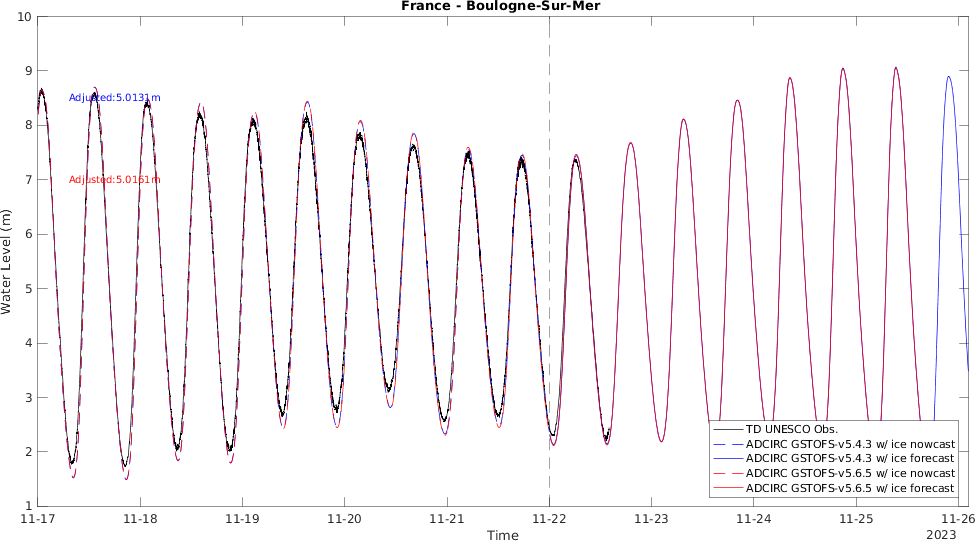 France - Boulogne-Sur-Mer
10
9
8
7
6
5
4
3
2
1
Water Level (m)
Adjusted:5.0131m
Adjusted:5.0161m
TD UNESCO Obs.
ADCIRC GSTOFS-v5.4.3 w/ ice nowcast
ADCIRC GSTOFS-v5.4.3 w/ ice forecast
ADCIRC GSTOFS-v5.6.5 w/ ice nowcast
ADCIRC GSTOFS-v5.6.5 w/ ice forecast
11-17 11-18 11-19 11-20 11-21 11-22 11-23 11-24 11-25 11-26
Time
2023